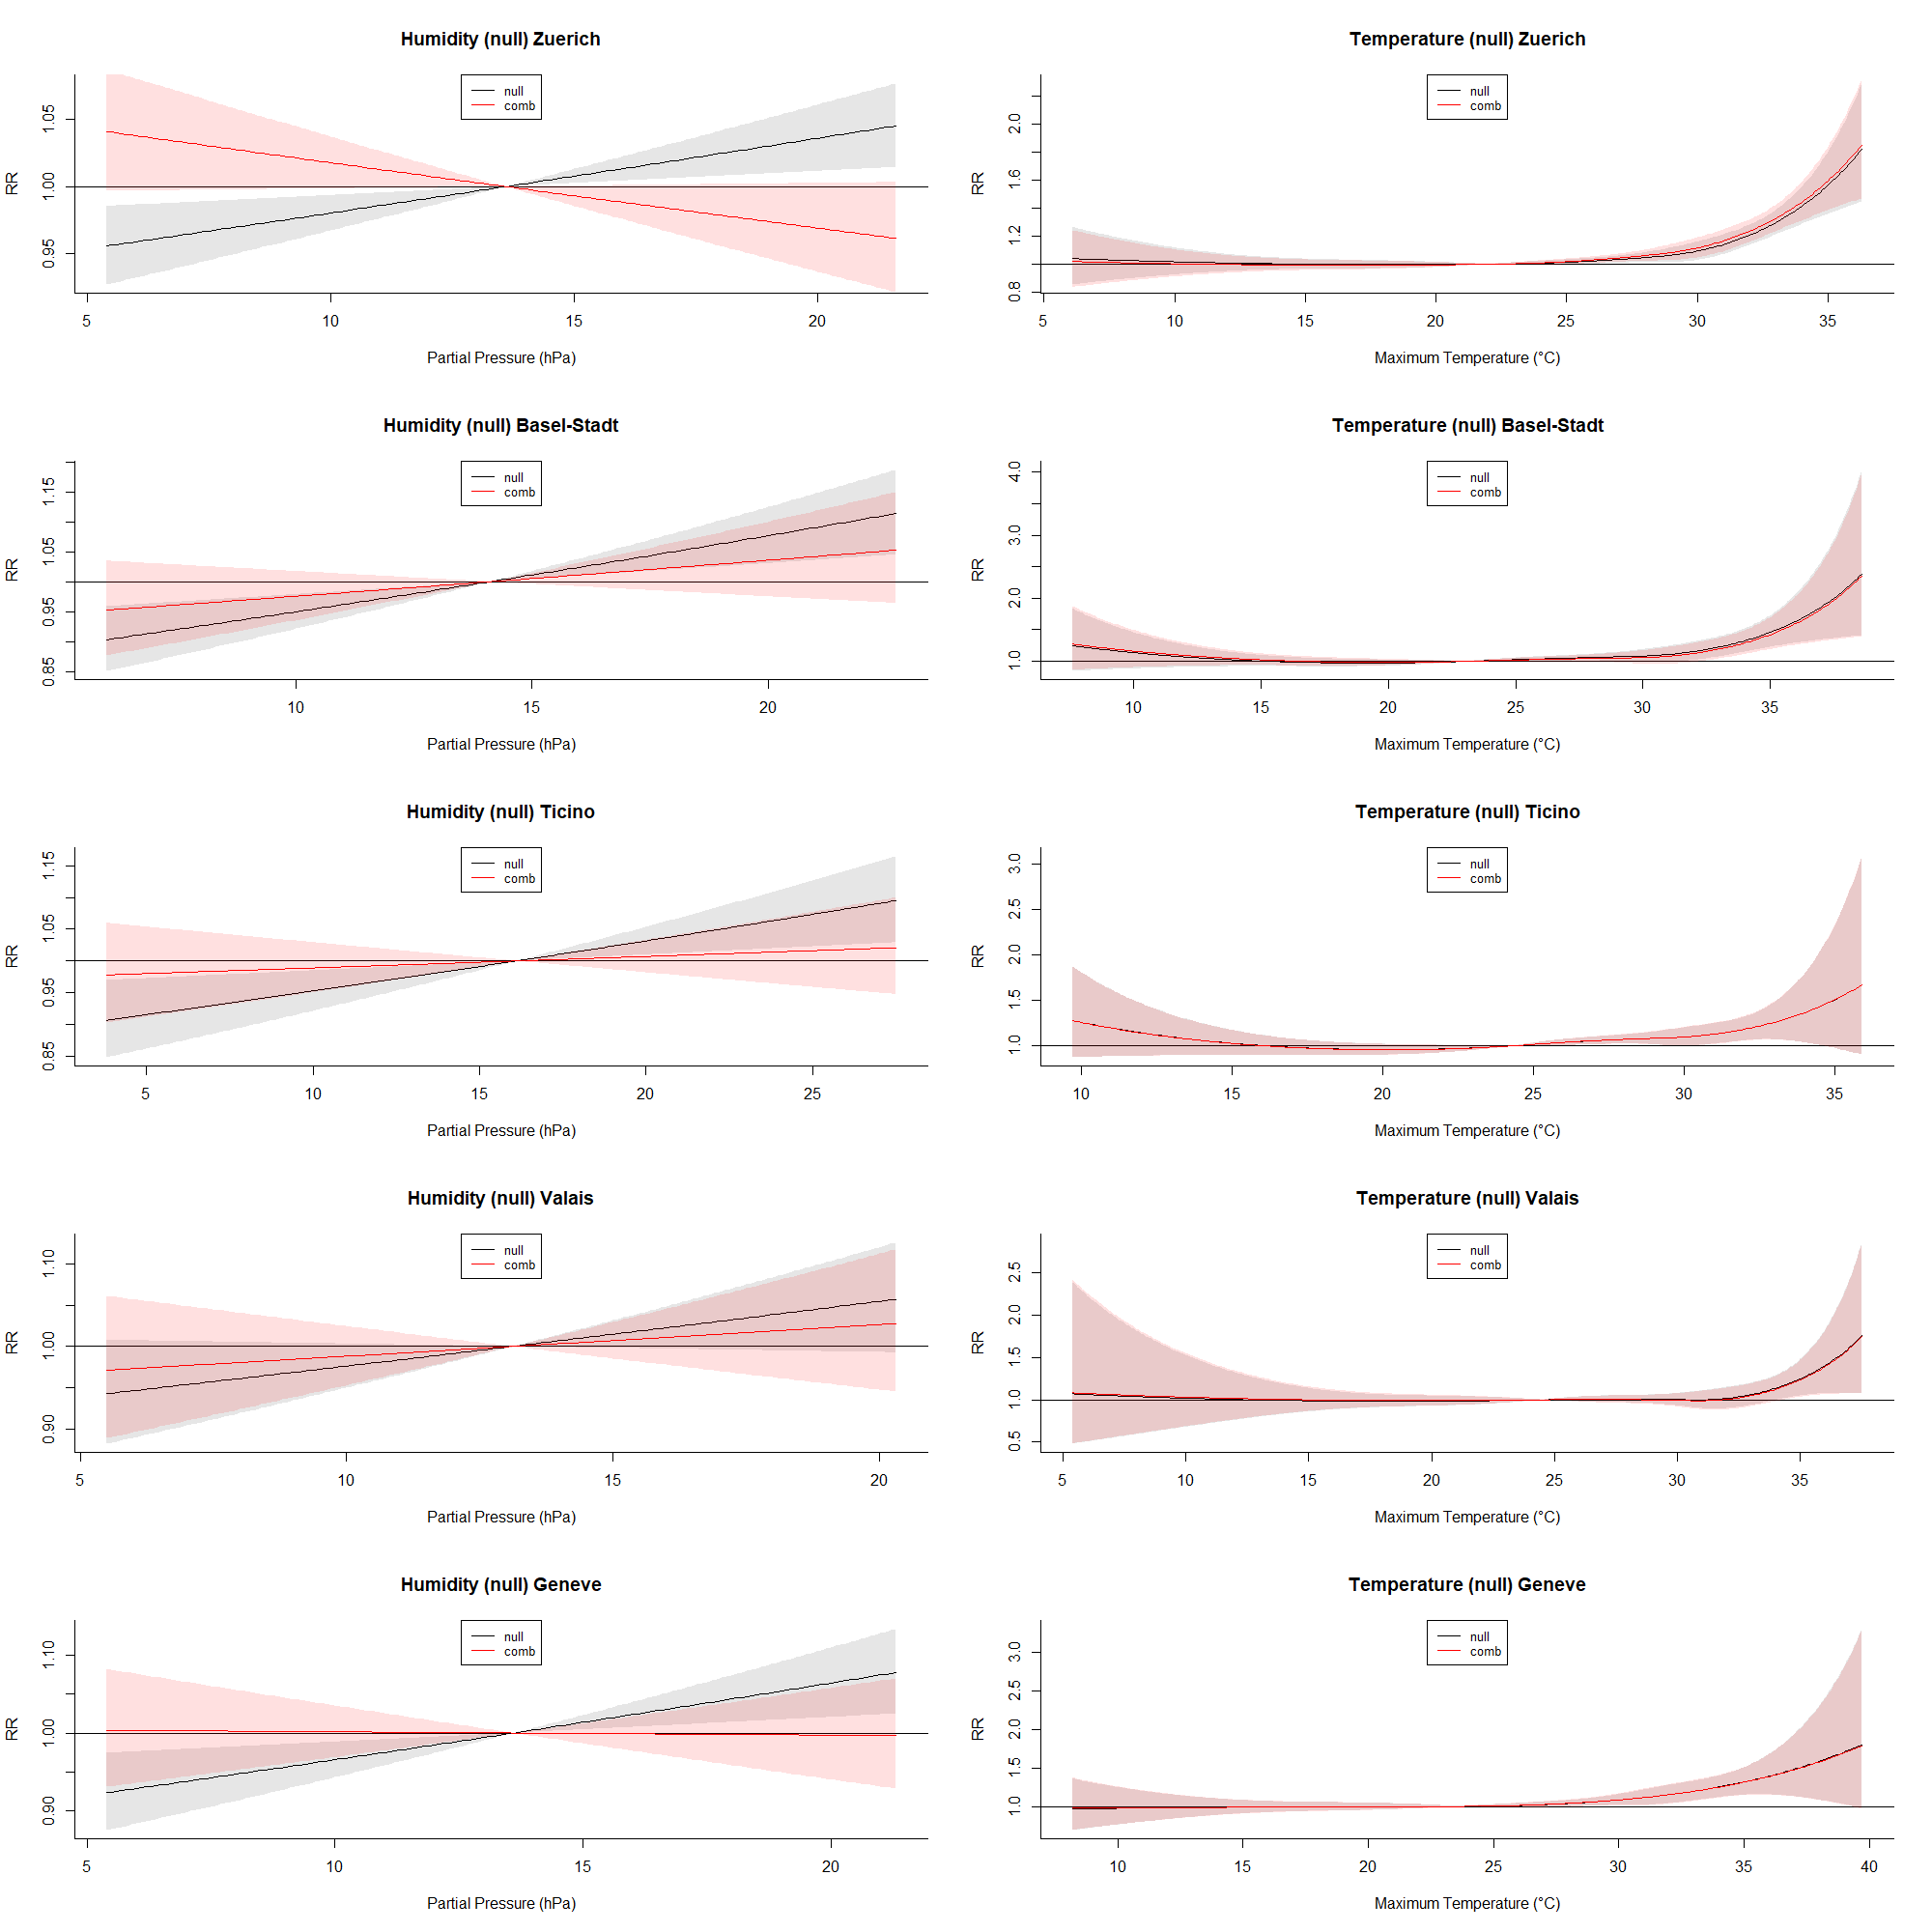 Humidity (null) Zuerich
null
comb
RR
0.95 1.00 1.05
5 10 15 20
Partial Pressure (hPa)
Temperature (null) Zuerich
null
comb
RR
0.8 1.2 1.6 2.0
5 10 15 20 25 30 35
Maximum Temperature (°C)
Humidity (null) Basel-Stadt
null
comb
RR
0.85 0.95 1.05 1.15
10 15 20
Partial Pressure (hPa)
Temperature (null) Basel-Stadt
null
comb
RR
1.0 2.0 3.0 4.0
10 15 20 25 30 35
Maximum Temperature (°C)
Humidity (null) Ticino
null
comb
RR
0.85 0.95 1.05 1.15
5 10 15 20 25
Partial Pressure (hPa)
Temperature (null) Ticino
null
comb
RR
1.0 1.5 2.0 2.5 3.0
10 15 20 25 30 35
Maximum Temperature (°C)
Humidity (null) Valais
null
comb
RR
0.90 1.00 1.10
5 10 15 20
Partial Pressure (hPa)
Temperature (null) Valais
null
comb
RR
0.5 1.0 1.5 2.0 2.5
5 10 15 20 25 30 35
Maximum Temperature (°C)
Humidity (null) Geneve
null
comb
RR
0.90 1.00 1.10
5 10 15 20
Partial Pressure (hPa)
Temperature (null) Geneve
null
comb
RR
1.0 1.5 2.0 2.5 3.0
10 15 20 25 30 35 40
Maximum Temperature (°C)